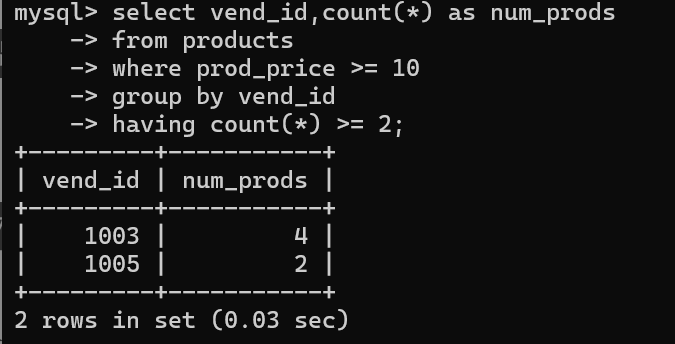 mysql> select vend_id,count(*) as num_prods
    -> from products
    -> where prod_price >= 10
    -> group by vend_id
    -> having count(*) >= 2;
+---------+-----------+
| vend_id | num_prods |
+---------+-----------+
|    1003 |         4 |
|    1005 |         2 |
+---------+-----------+
2 rows in set (0.03 sec)